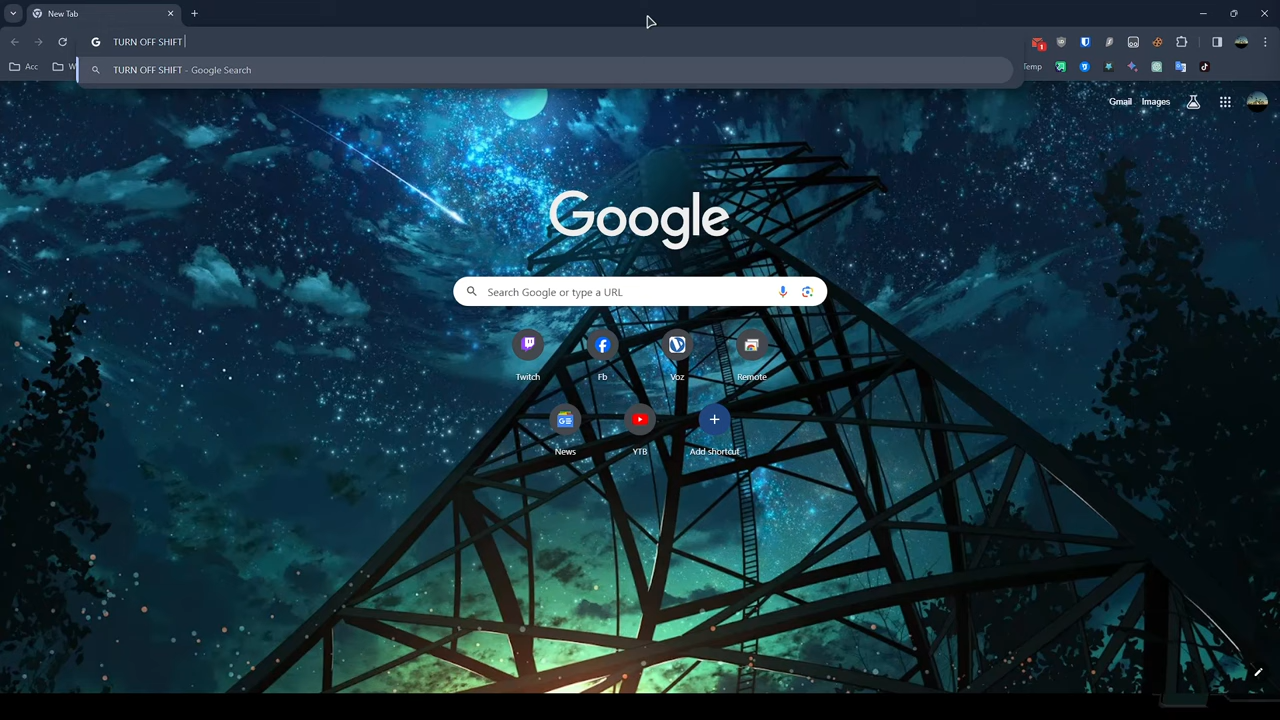 New Tab
TURN OFF SHIFT
1
Acc
W
TURN OFF SHIFT - Google Search
Temp
Gmail Images
Google
Search Google or type a URL
Twitch Fb Voz Remote
News YTB Add shortcut